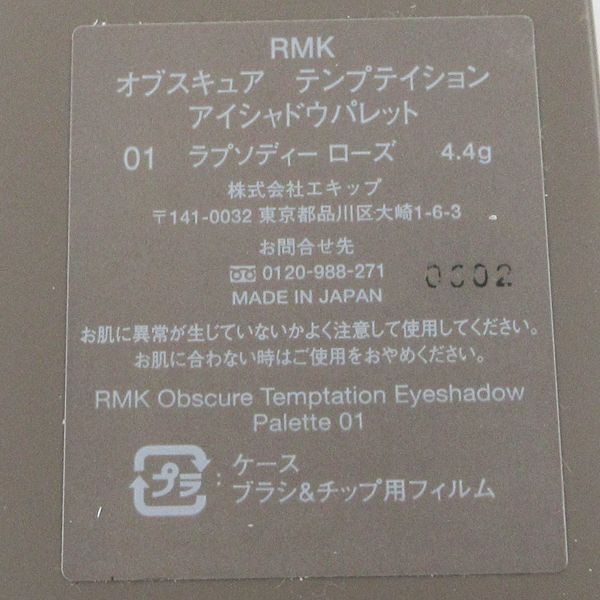 RMK
オブスキュア　テンプテイション
アイシャドウパレット
01　ラプソディー ローズ　4.4g
株式会社エキップ
〒141-0032 東京都品川区大崎1-6-3
お問合せ先
0120-988-271
MADE IN JAPAN
お肌に異常が生じていないかよく注意して使用してください。
お肌に合わない時はご使用をおやめください。
RMK Obscure Temptation Eyeshadow
Palette 01
プラ : ケース
ブラシ&チップ用フィルム